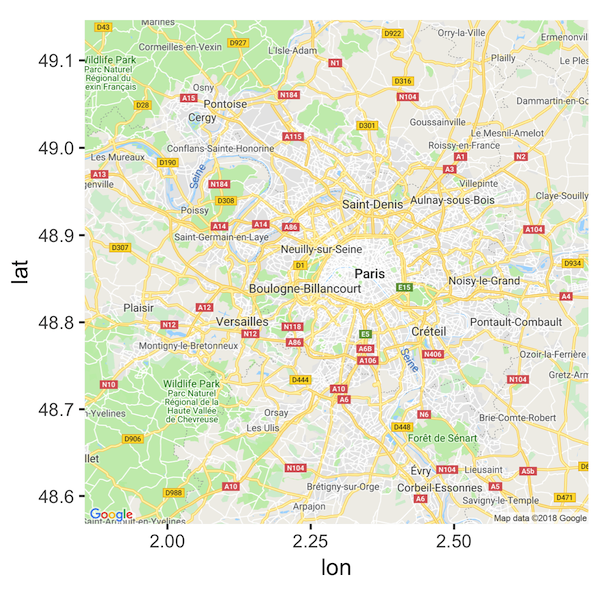 Marines
D43
D922
Orry-la-Ville
Ermenonvil
Cormeilles-en-Vexin
D927
L'Isle-Adam
49.1
Wildlife Park
Parc Naturel
Régional du
Vexin Français
N1
Plailly
Le Ples
D316
Osny
A15
N184
N104
Dammartin-en-Go
D28
Pontoise
Cergy
D301
Goussainville
Le Mesnil-Amelot
A115
49.0
Conflans-Sainte-Honorine
Roissy-en-France
Les Mureaux
D190
A1
N2
A3
A13
genville
Seine
N184
Villepinte
D308
Claye-Souilly
Poissy
Saint-Denis
Aulnay-sous-Bois
A14
A14
A86
A104
48.9
Saint-Germain-en-Laye
D307
Neuilly-sur-Seine
D1
D934
lat
Paris
Noisy-le-Grand
Boulogne-Billancourt
E15
A4
Plaisir
A12
48.8
N12
Versailles
N118
Pontault-Combault
N12
E5
Créteil
Montigny-le-Bretonneux
A86
A6B
A106
Seine
N406
Ozoir-la-Ferrière
N10
Wildlife Park
Parc Naturel
Régional de la
Haute Vallée
de Chevreuse
D444
N104
Gretz-Arm
A10
A6
48.7
n-Yvelines
Orsay
Les Ulis
N6
Brie-Comte-Robert
D448
D906
Forêt de Sénart
llet
N104
Évry
N104
Lieusaint
A5b
D6
A10
Brétigny-sur-Orge
Corbeil-Essonnes
A5
48.6
D988
A6
Savigny-le-Temple
D471
Arpajon
Google
Map data ©2018 Google
Saint-Arnoult-en-Yvelines
2.00
2.25
2.50
lon